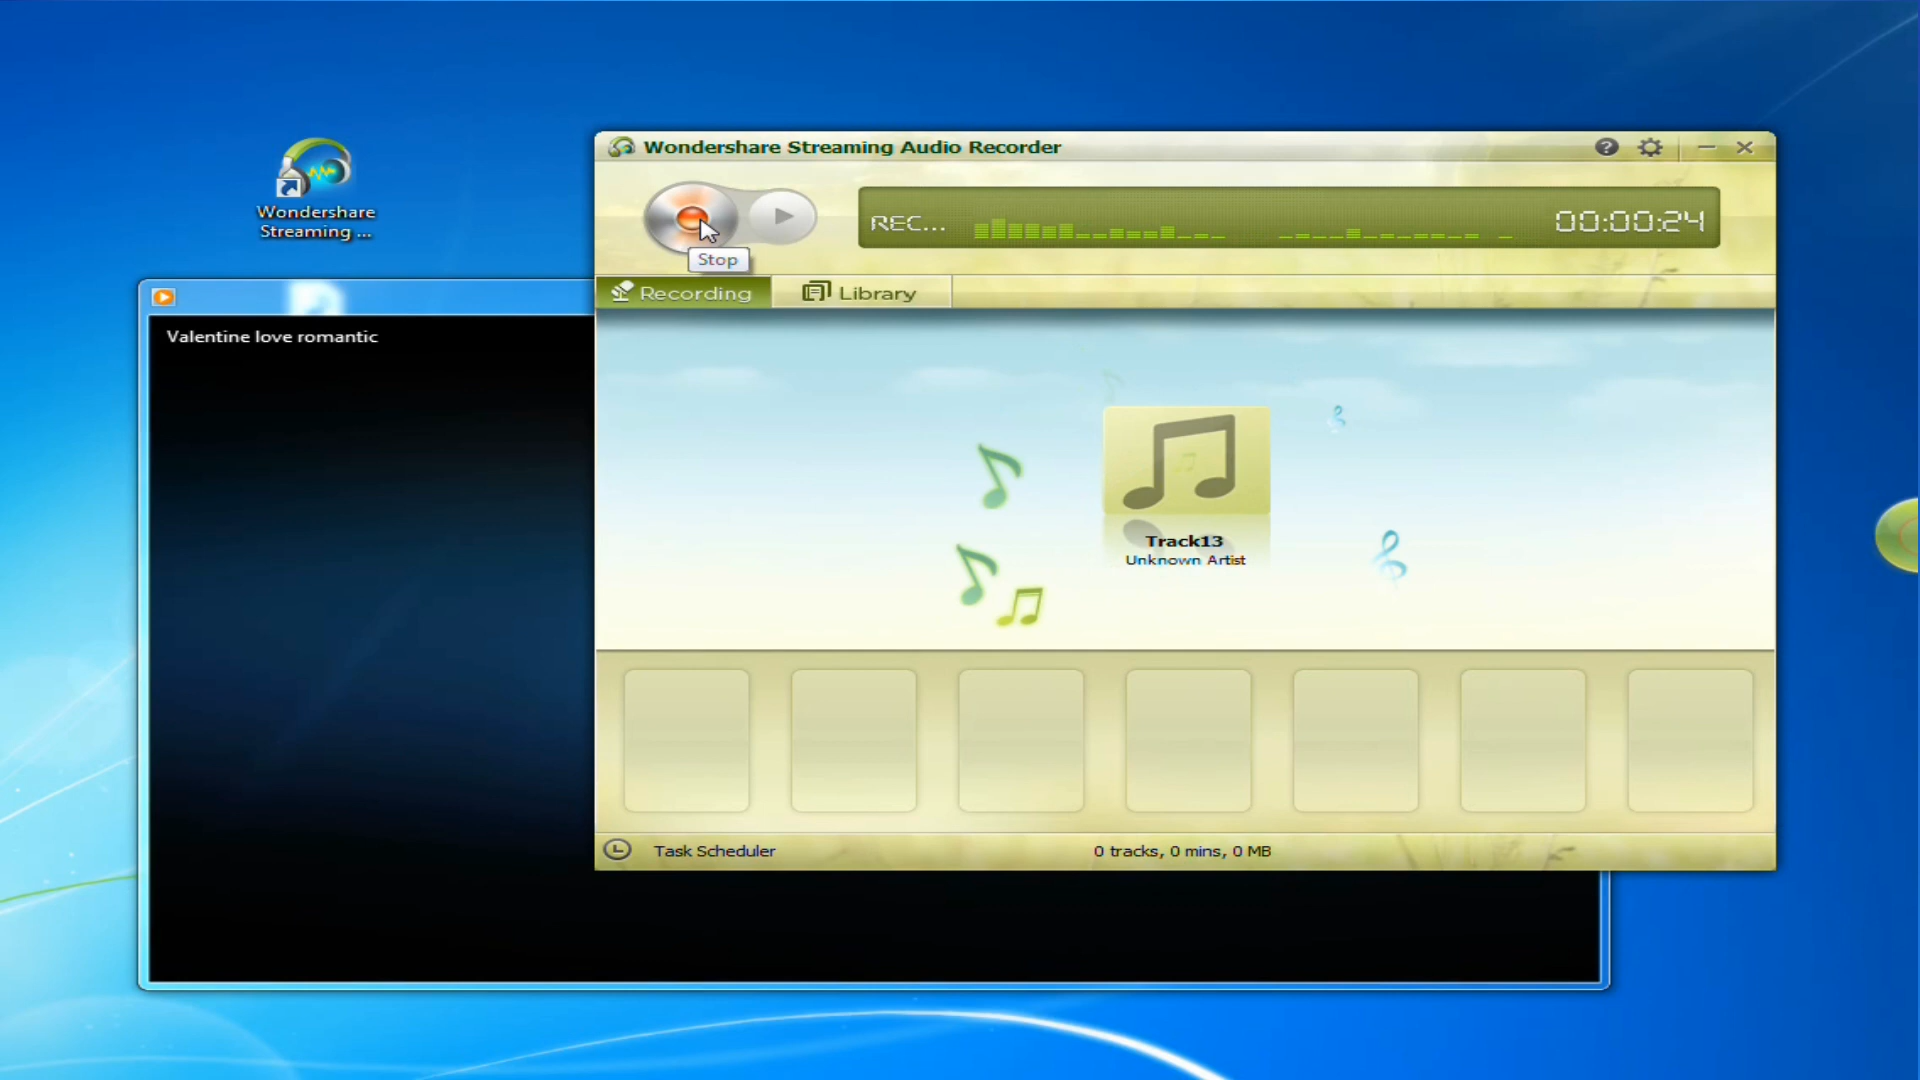 Wondershare
Streaming ...
Valentine love romantic
Wondershare Streaming Audio Recorder
REC...
00:00:24
Stop
Recording
Library
Track13
Unknown Artist
Task Scheduler
0 tracks, 0 mins, 0 MB